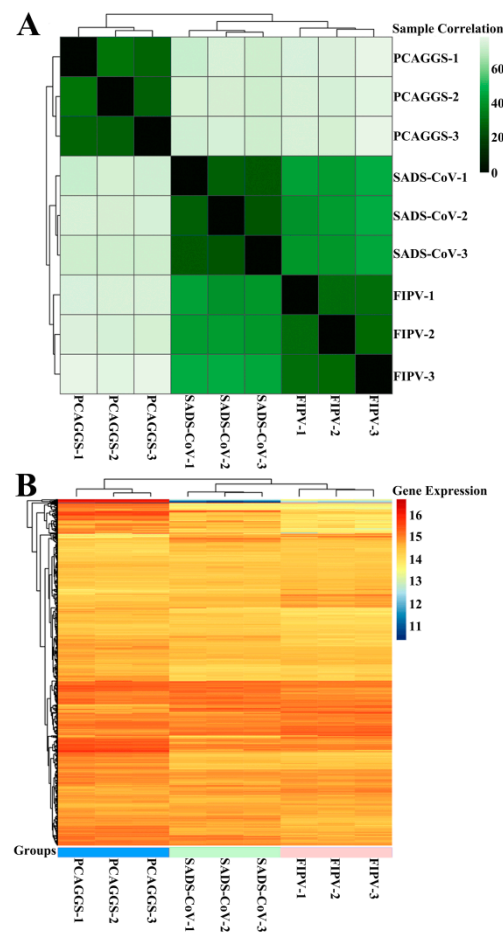 A
Sample Correlation
PCAGGS-1
PCAGGS-2
PCAGGS-3
SADS-CoV-1
SADS-CoV-2
SADS-CoV-3
FIPV-1
FIPV-2
FIPV-3
60
40
20
0
PCAGGS-1
PCAGGS-2
PCAGGS-3
SADS-CoV-1
SADS-CoV-2
SADS-CoV-3
FIPV-1
FIPV-2
FIPV-3
B
Gene Expression
16
15
14
13
12
11
Groups
PCAGGS-1
PCAGGS-2
PCAGGS-3
SADS-CoV-1
SADS-CoV-2
SADS-CoV-3
FIPV-1
FIPV-2
FIPV-3